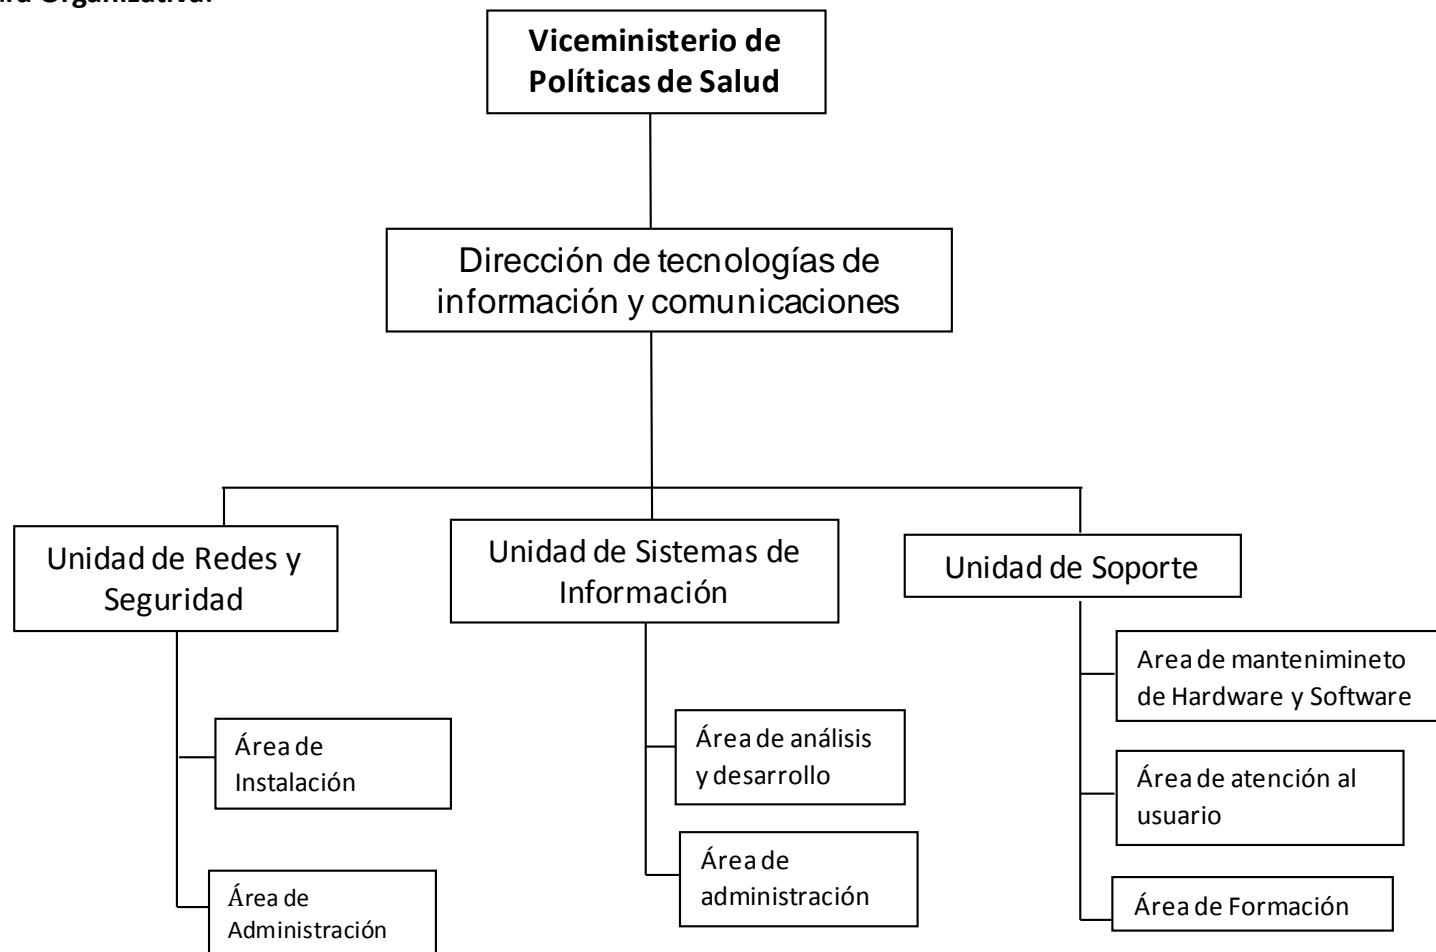 Organizativa.
Viceministerio de
Políticas de Salud
Dirección de tecnologías de
información y comunicaciones
Unidad de Redes y
Seguridad
Unidad de Sistemas de
Información
Unidad de Soporte
Área de
Instalación
Área de
Administración
Área de análisis
y desarrollo
Área de
administración
Area de mantenimineto
de Hardware y Software
Área de atención al
usuario
Área de Formación